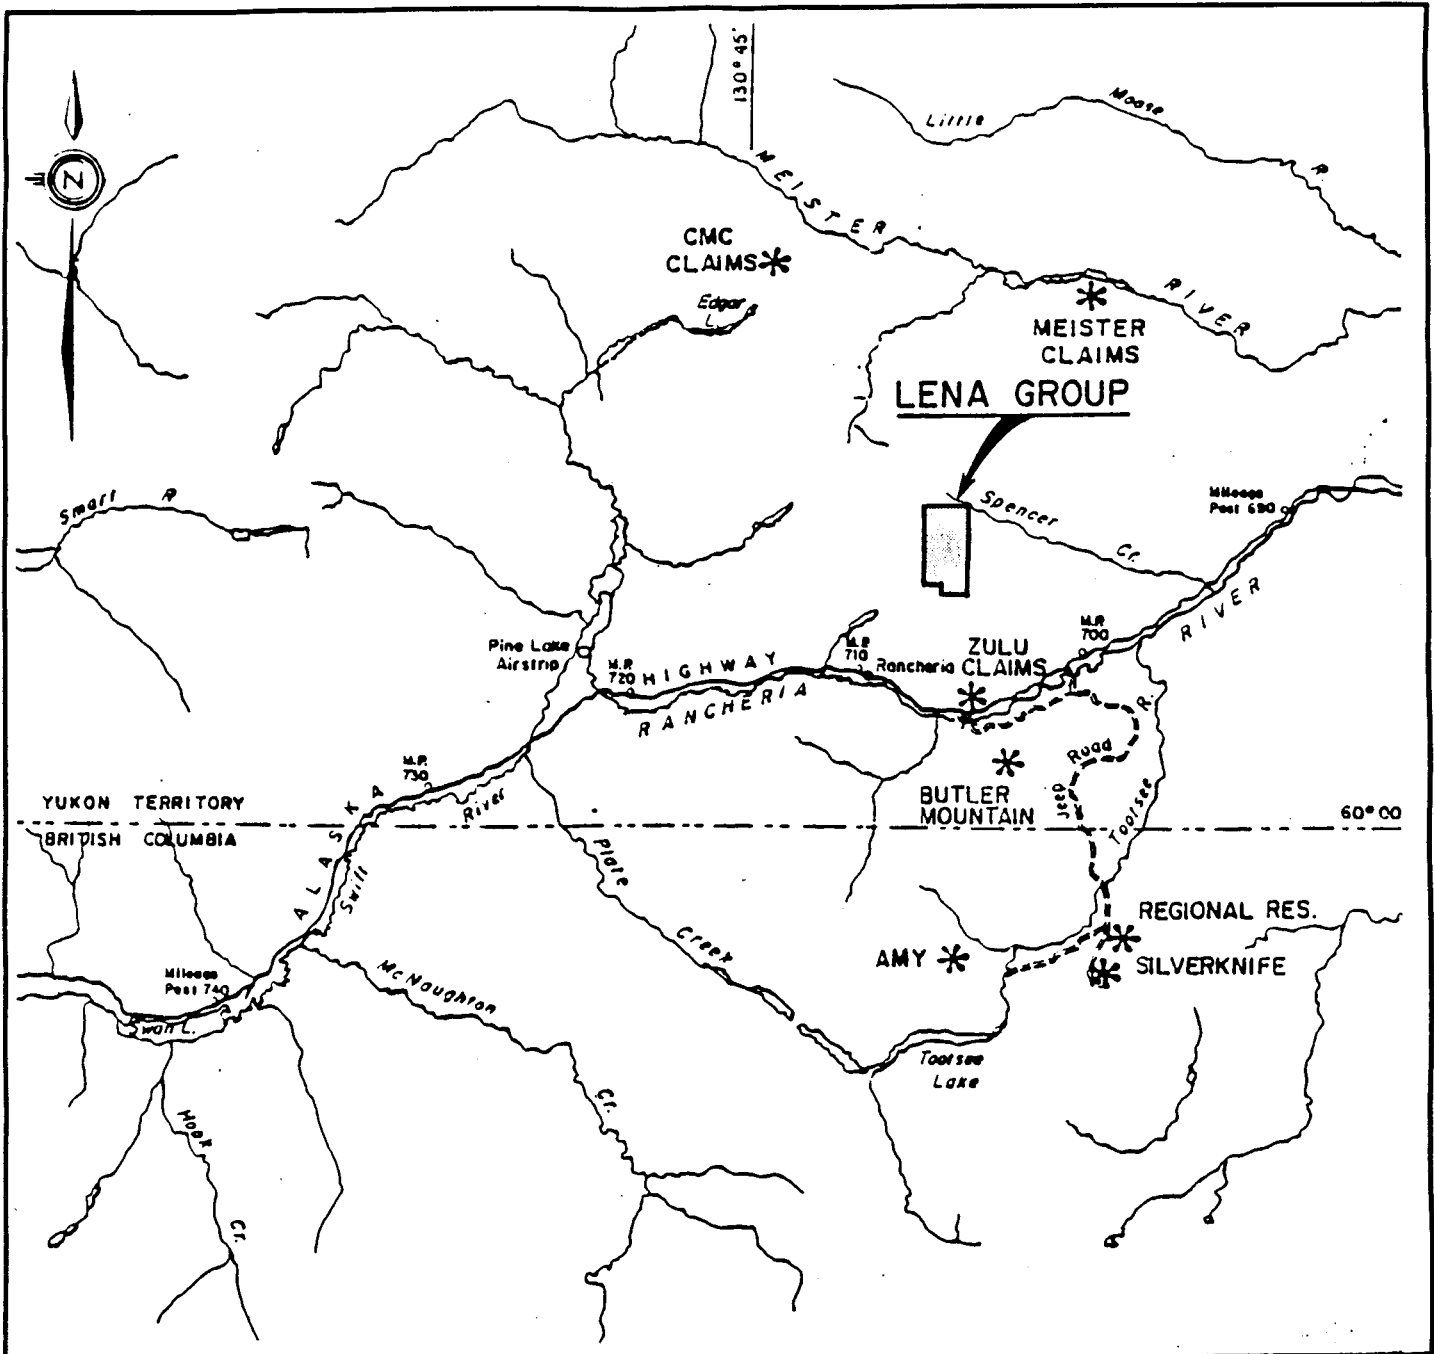 130° 45'
Little Moose R.
MEISTER RIVER
CMC
CLAIMS
Edgar
L.
MEISTER
CLAIMS
LENA GROUP
N
Smart R
Spencer Cr.
Mileage
Post 690
Pine Lake
Airstrip
M.P.
720
HIGHWAY
RANCHERIA RIVER
M.P.
710
Rancheria
ZULU
CLAIMS
M.P.
700
M.P.
730
BUTLER
MOUNTAIN
Jeep Road
Tootsee R.
YUKON TERRITORY
BRITISH COLUMBIA
60° 00
ALASKA
Swift River
Plate Creek
REGIONAL RES.
SILVERKNIFE
AMY
Mileage
Post 740
McNaughton Cr.
Swan L.
Tootsee
Lake
Hook Cr.